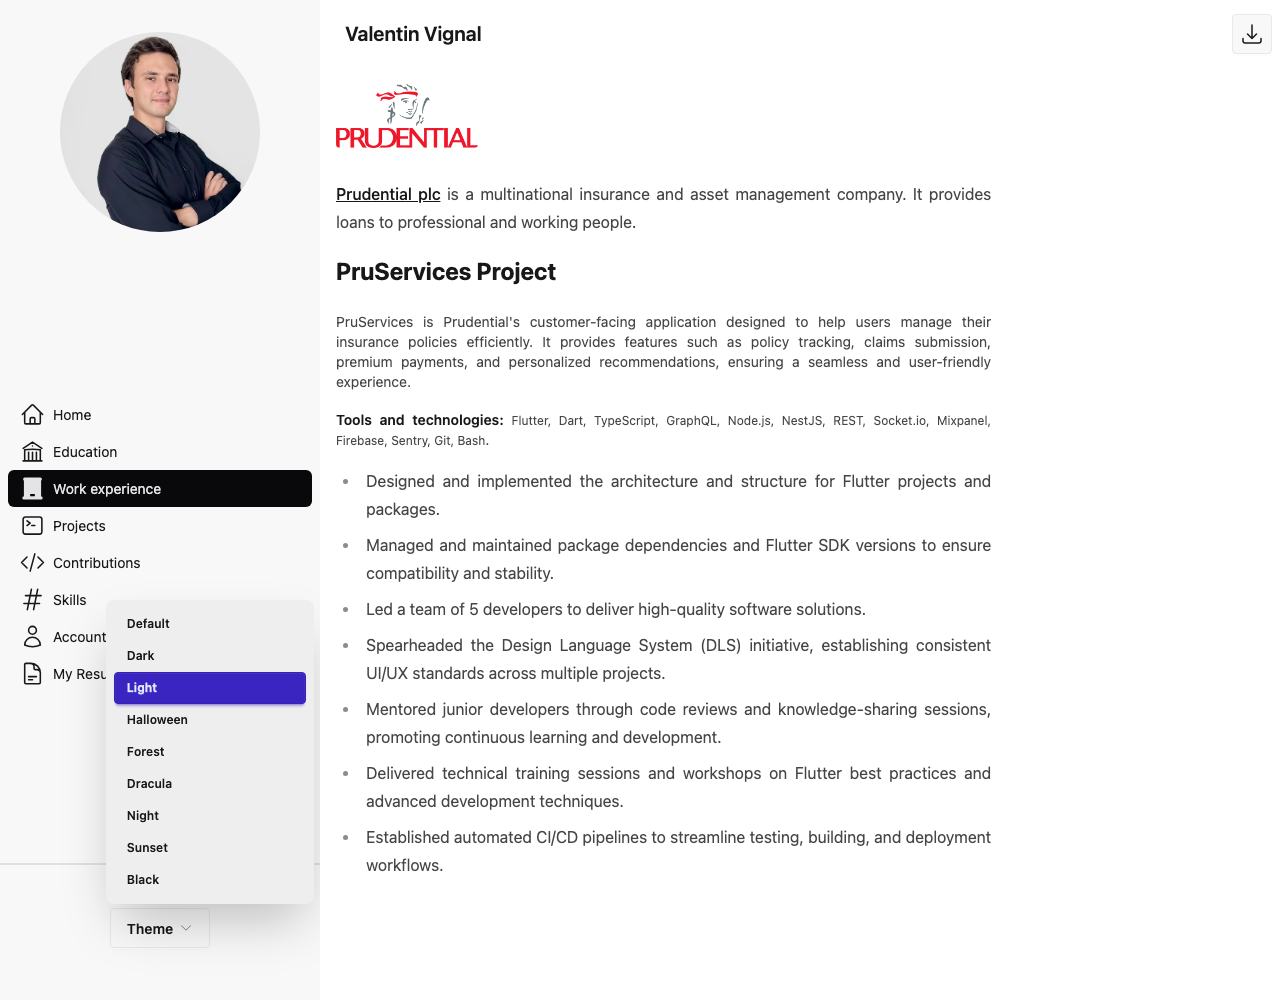 Valentin Vignal
PRUDENTIAL
Prudential plc is a multinational insurance and asset management company. It provides
loans to professional and working people.
PruServices Project
PruServices is Prudential's customer-facing application designed to help users manage their
insurance policies efficiently. It provides features such as policy tracking, claims submission,
premium payments, and personalized recommendations, ensuring a seamless and user-friendly
experience.
Tools and technologies: Flutter, Dart, TypeScript, GraphQL, Node.js, NestJS, REST, Socket.io, Mixpanel,
Firebase, Sentry, Git, Bash.
Designed and implemented the architecture and structure for Flutter projects and
packages.
Managed and maintained package dependencies and Flutter SDK versions to ensure
compatibility and stability.
Led a team of 5 developers to deliver high-quality software solutions.
Spearheaded the Design Language System (DLS) initiative, establishing consistent
UI/UX standards across multiple projects.
Mentored junior developers through code reviews and knowledge-sharing sessions,
promoting continuous learning and development.
Delivered technical training sessions and workshops on Flutter best practices and
advanced development techniques.
Established automated CI/CD pipelines to streamline testing, building, and deployment
workflows.
Home
Education
Work experience
Projects
Contributions
Skills
Account
My Resu
Default
Dark
Light
Halloween
Forest
Dracula
Night
Sunset
Black
Theme